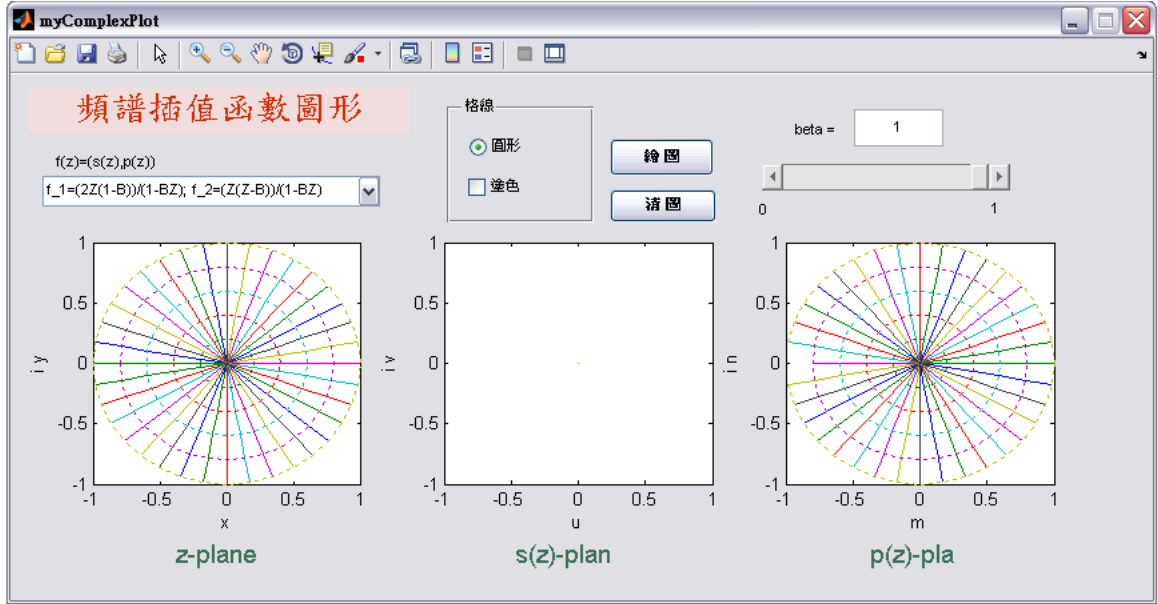 myComplexPlot
頻譜插值函數圖形
f(z)=(s(z),p(z))
f_1=(2Z(1-B))/(1-BZ); f_2=(Z(Z-B))/(1-BZ)
格線
圓形
塗色
繪 圖
清 圖
beta =
1
0
1
1
0.5
0
-0.5
-1
i y
-1
-0.5
0
0.5
1
x
z-plane
1
0.5
0
-0.5
-1
i v
-1
-0.5
0
0.5
1
u
s(z)-plan
1
0.5
0
-0.5
-1
i n
-1
-0.5
0
0.5
1
m
p(z)-pla